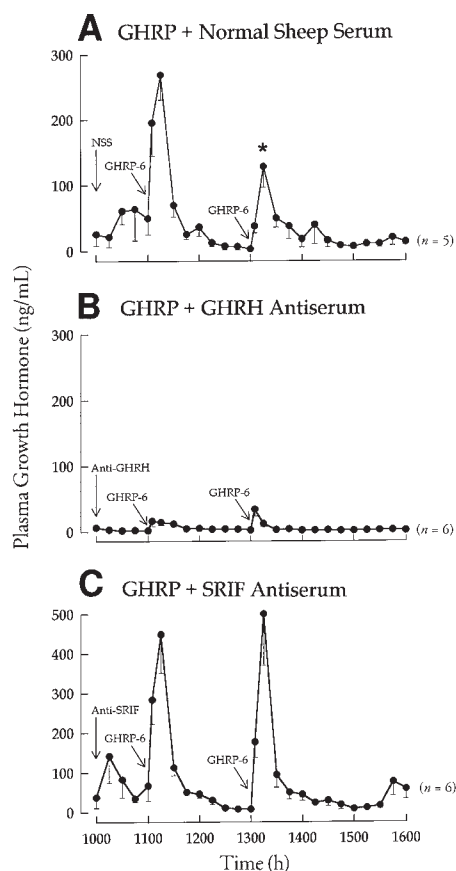 A GHRP + Normal Sheep Serum
300
200
100
0
NSS
GHRP-6
GHRP-6
*
(n = 5)
B GHRP + GHRH Antiserum
300
200
100
0
Anti-GHRH
GHRP-6
GHRP-6
(n = 6)
C GHRP + SRIF Antiserum
500
400
300
200
100
0
Anti-SRIF
GHRP-6
GHRP-6
(n = 6)
1000 1100 1200 1300 1400 1500 1600
Time (h)
Plasma Growth Hormone (ng/mL)